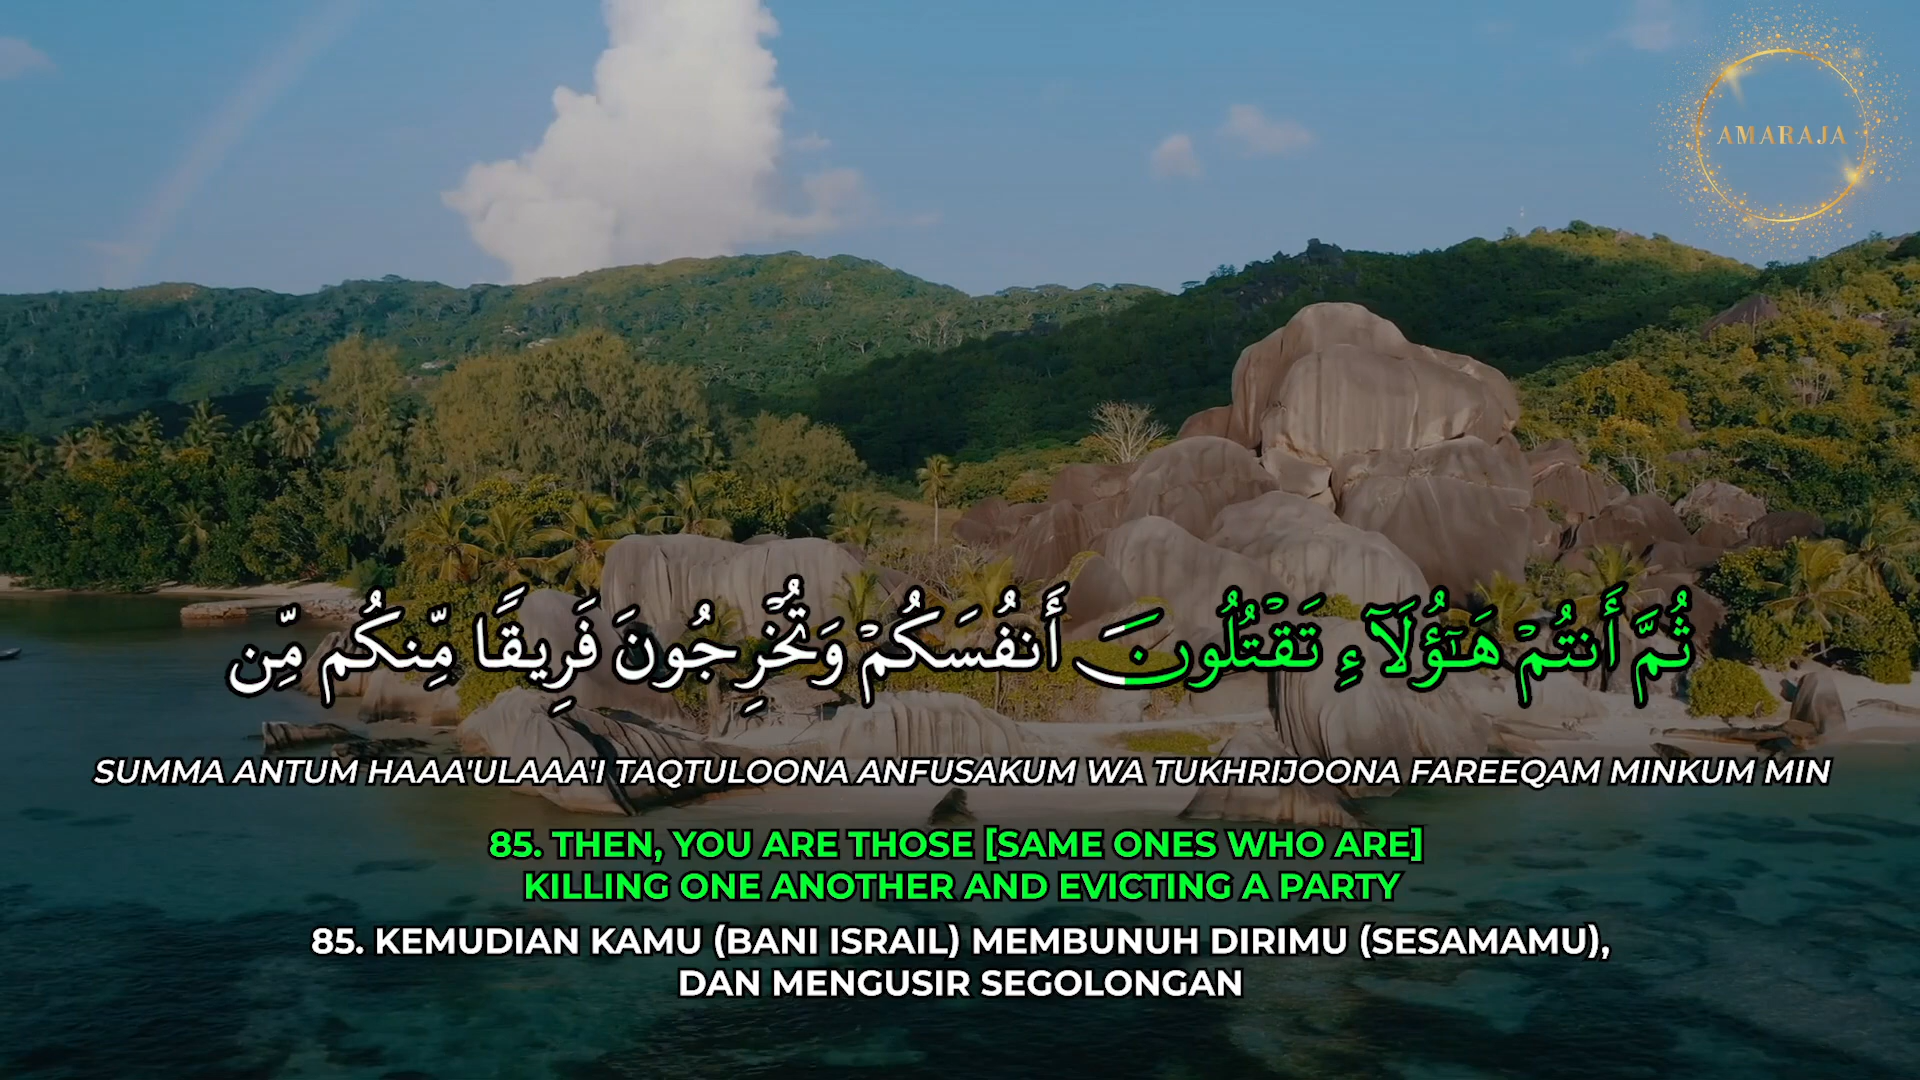 AMARAJA
ثُمَّ أَنتُمْ هَـٰٓؤُلَآءِ تَقْتُلُونَ أَنفُسَكُمْ وَتُخْرِجُونَ فَرِيقًا مِّنكُم مِّن
SUMMA ANTUM HAAA'ULAAA'I TAQTULOONA ANFUSAKUM WA TUKHRIJOONA FAREEQAM MINKUM MIN
85. THEN, YOU ARE THOSE [SAME ONES WHO ARE]
KILLING ONE ANOTHER AND EVICTING A PARTY
85. KEMUDIAN KAMU (BANI ISRAIL) MEMBUNUH DIRIMU (SESAMAMU),
DAN MENGUSIR SEGOLONGAN